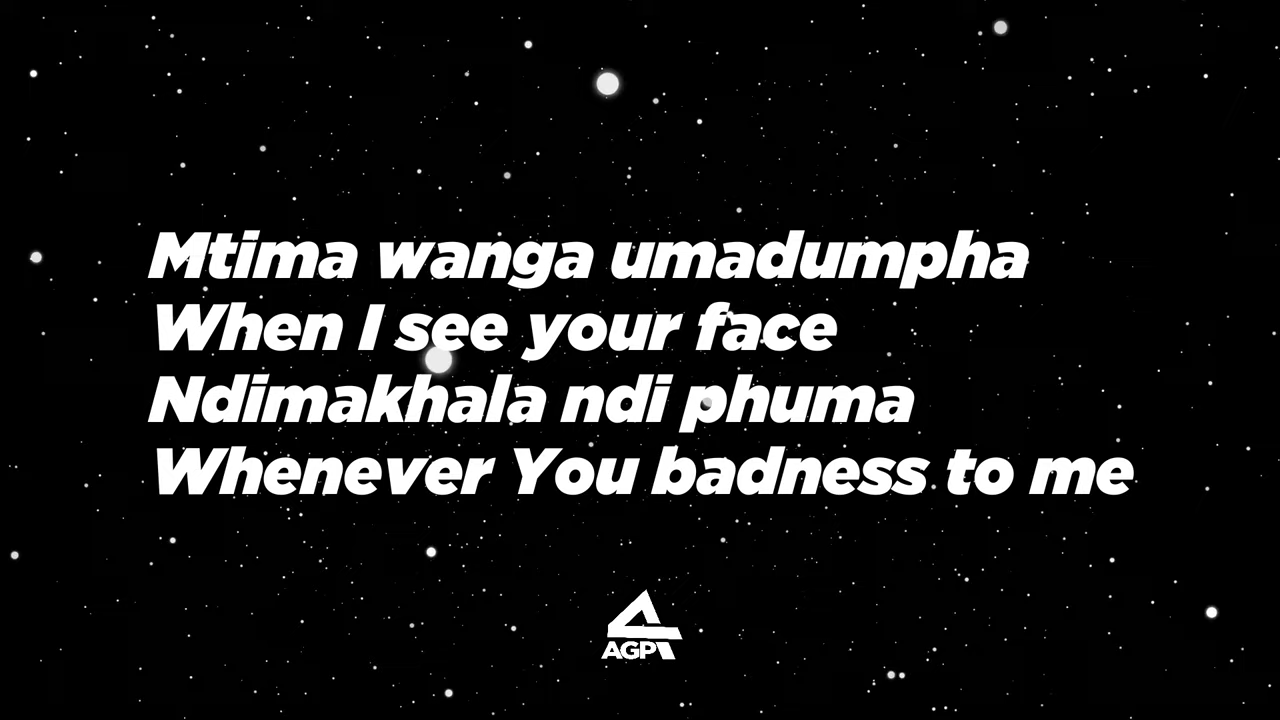 Mtima wanga umadumpha
When I see your face
Ndimakhala ndi phuma
Whenever You badness to me
AGP